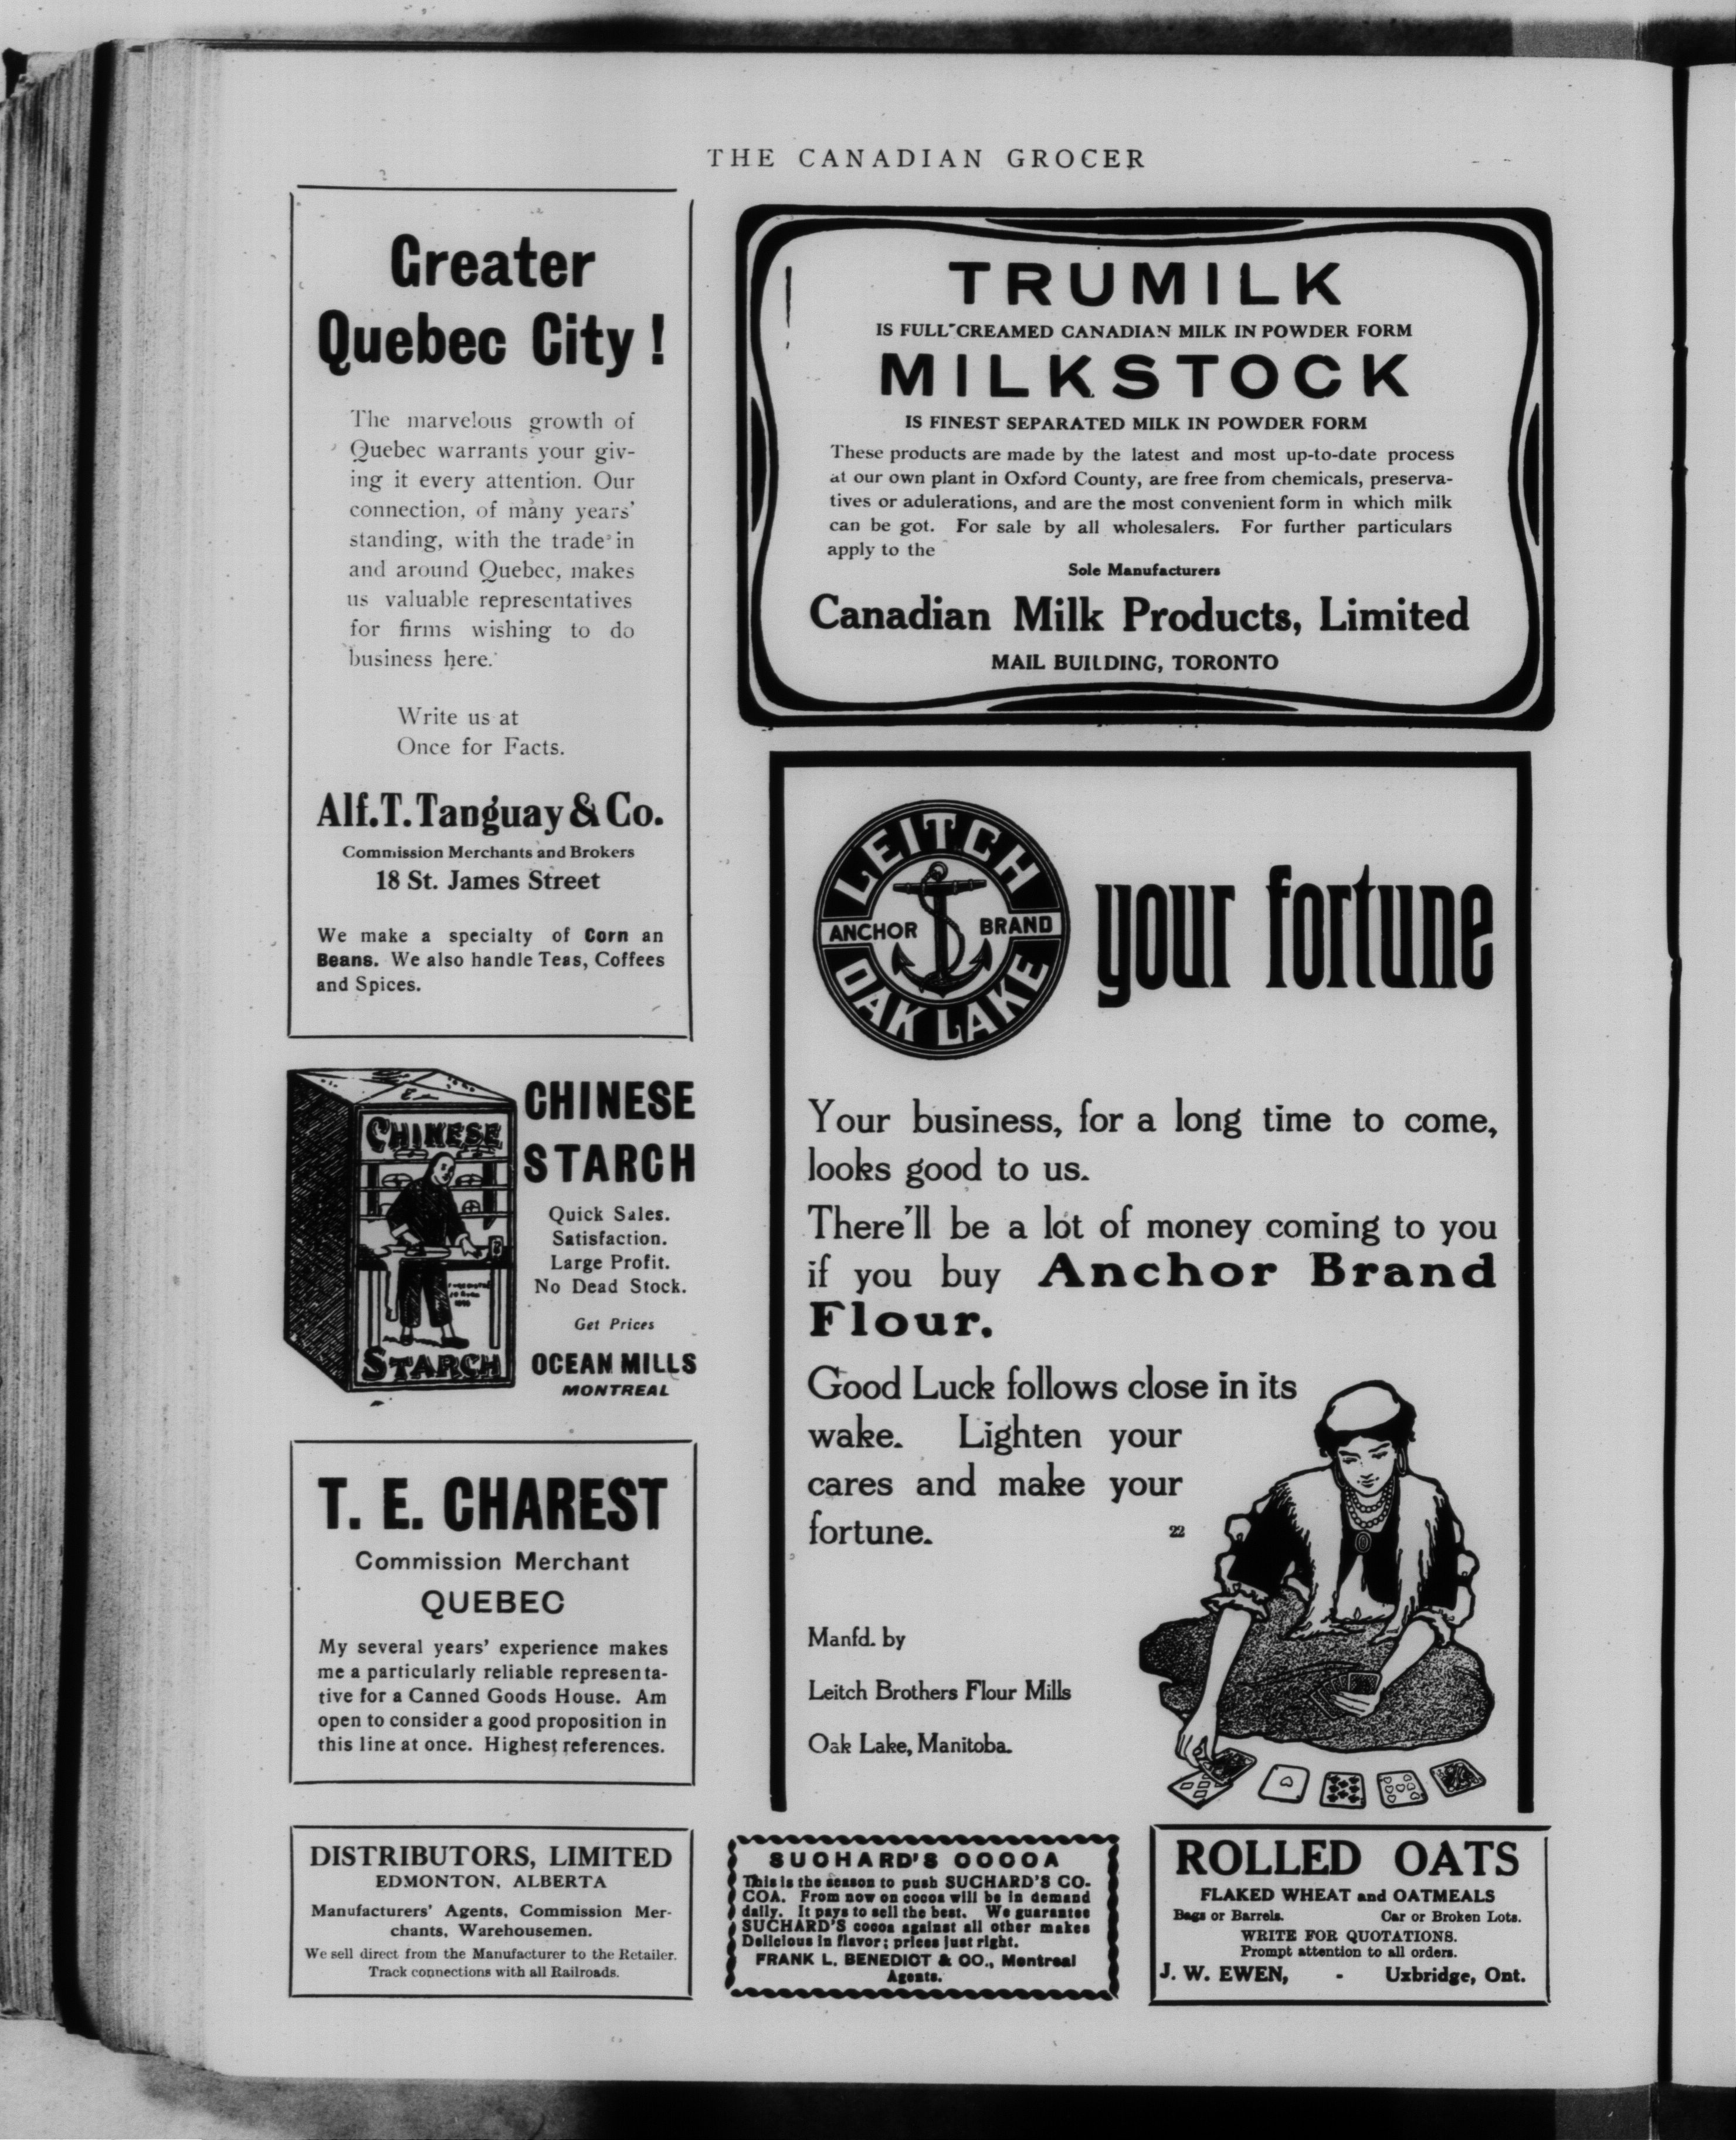 THE CANADIAN GROCER
Greater
Quebec City!
The marvelous growth of
Quebec warrants your giv-
ing it every attention. Our
connection, of many years'
standing, with the trade in
and around Quebec, makes
us valuable representatives
for firms wishing to do
business here.
Write us at
Once for Facts.
Alf. T. Tanguay & Co.
Commission Merchants and Brokers
18 St. James Street
We make a specialty of Corn an
Beans. We also handle Teas, Coffees
and Spices.
CHINESE
STARCH
CHINESE
STARCH
Quick Sales.
Satisfaction.
Large Profit.
No Dead Stock.
Get Prices
OCEAN MILLS
MONTREAL
T. E. CHAREST
Commission Merchant
QUEBEC
My several years' experience makes
me a particularly reliable representa-
tive for a Canned Goods House. Am
open to consider a good proposition in
this line at once. Highest references.
DISTRIBUTORS, LIMITED
EDMONTON, ALBERTA
Manufacturers' Agents, Commission Mer-
chants, Warehousemen.
We sell direct from the Manufacturer to the Retailer.
Track connections with all Railroads.
TRUMILK
IS FULL-CREAMED CANADIAN MILK IN POWDER FORM
MILKSTOCK
IS FINEST SEPARATED MILK IN POWDER FORM
These products are made by the latest and most up-to-date process
at our own plant in Oxford County, are free from chemicals, preserva-
tives or adulerations, and are the most convenient form in which milk
can be got. For sale by all wholesalers. For further particulars
apply to the
Sole Manufacturers
Canadian Milk Products, Limited
MAIL BUILDING, TORONTO
LEITCH
ANCHOR BRAND
OAK LAKE
your fortune
Your business, for a long time to come,
looks good to us.
There'll be a lot of money coming to you
if you buy Anchor Brand
Flour.
Good Luck follows close in its
wake. Lighten your
cares and make your
fortune. 22
Manfd. by
Leitch Brothers Flour Mills
Oak Lake, Manitoba.
SUCHARD'S COCOA
This is the season to push SUCHARD'S CO-
COA. From now on cocoa will be in demand
daily. It pays to sell the best. We guarantee
SUCHARD'S cocoa against all other makes
Delicious in flavor; prices just right.
FRANK L. BENEDICT & CO., Montreal
Agents.
ROLLED OATS
FLAKED WHEAT and OATMEALS
Bags or Barrels. Car or Broken Lots.
WRITE FOR QUOTATIONS.
Prompt attention to all orders.
J. W. EWEN, - Uxbridge, Ont.